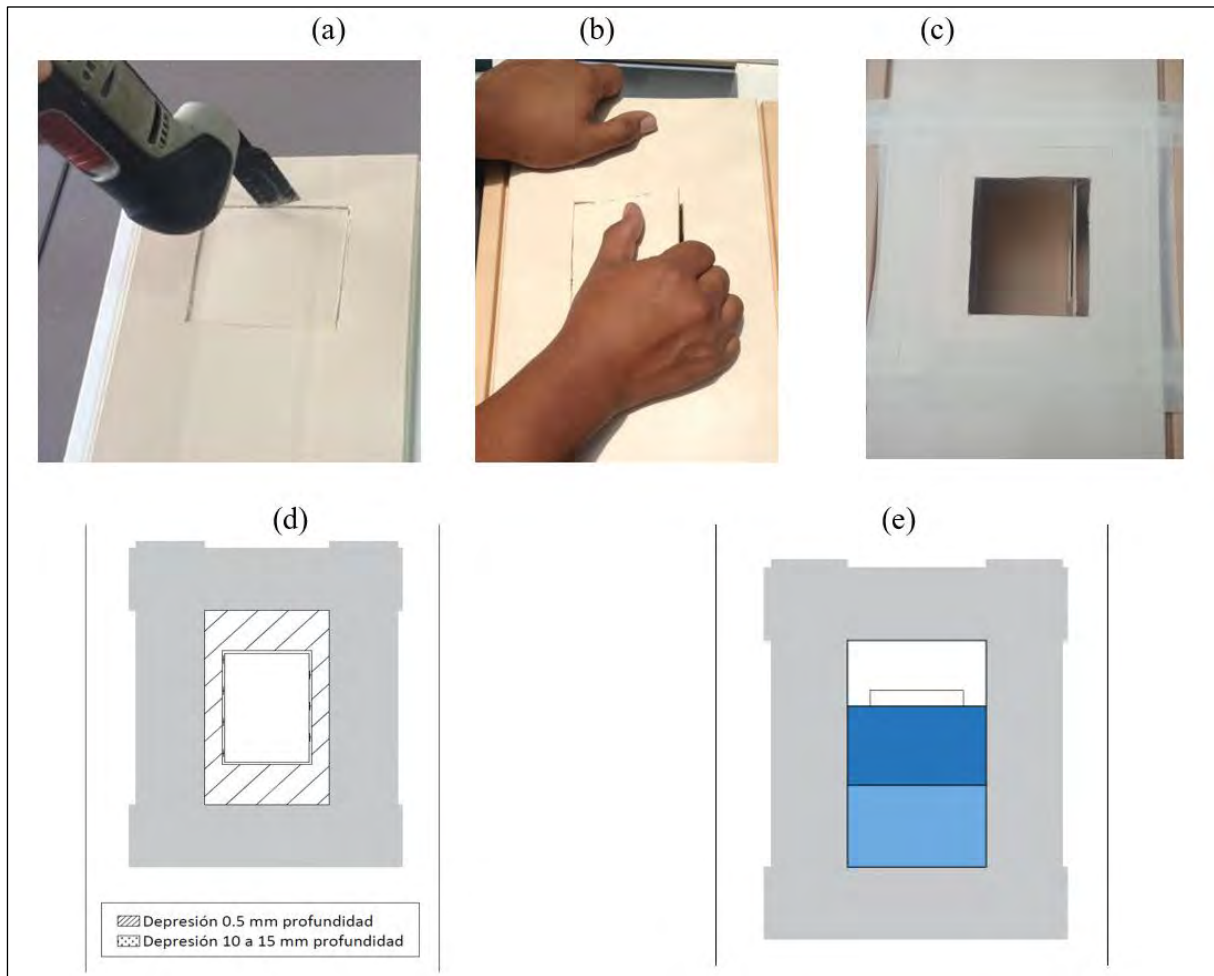 (a)
(b)
(c)
(d)
(e)
Depresión 0.5 mm profundidad
Depresión 10 a 15 mm profundidad